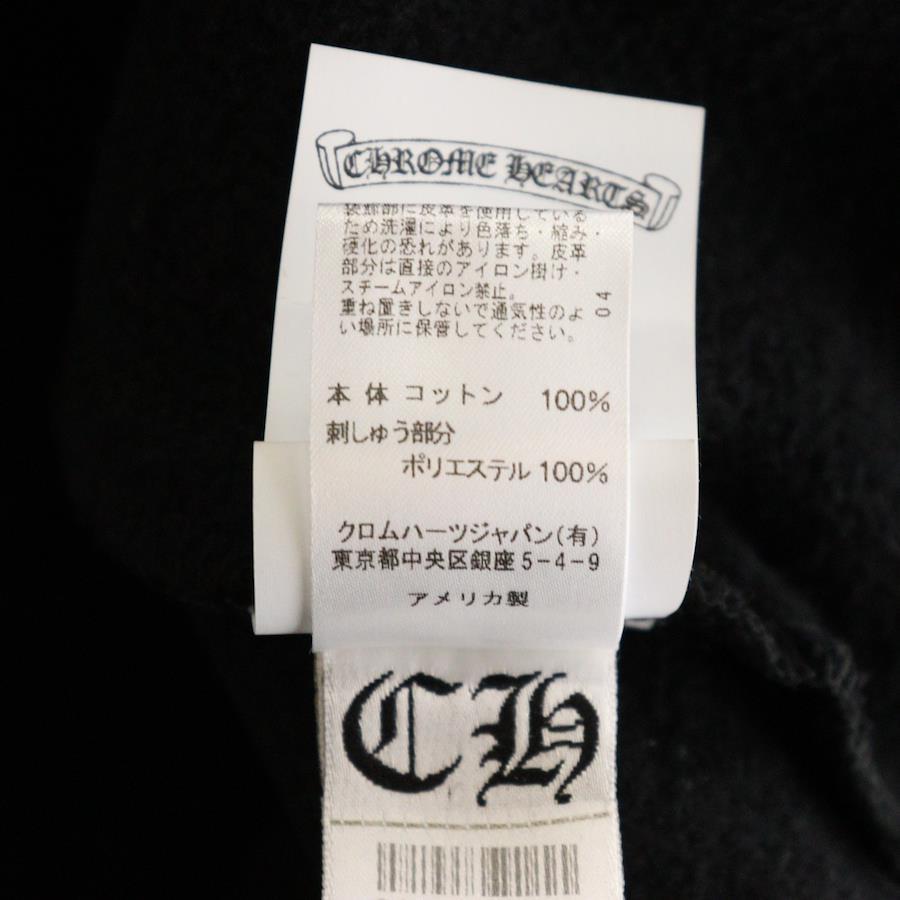 CHROME HEARTS
装飾部に皮革を使用している
ため洗濯により色落ち・縮み・
硬化の恐れがあります。皮革
部分は直接のアイロン掛け・
スチームアイロン禁止。
重ね置きしないで通気性のよ
い場所に保管してください。
04
本体 コットン 100%
刺しゅう部分
ポリエステル 100%
クロムハーツジャパン(有)
東京都中央区銀座5-4-9
アメリカ製
CH